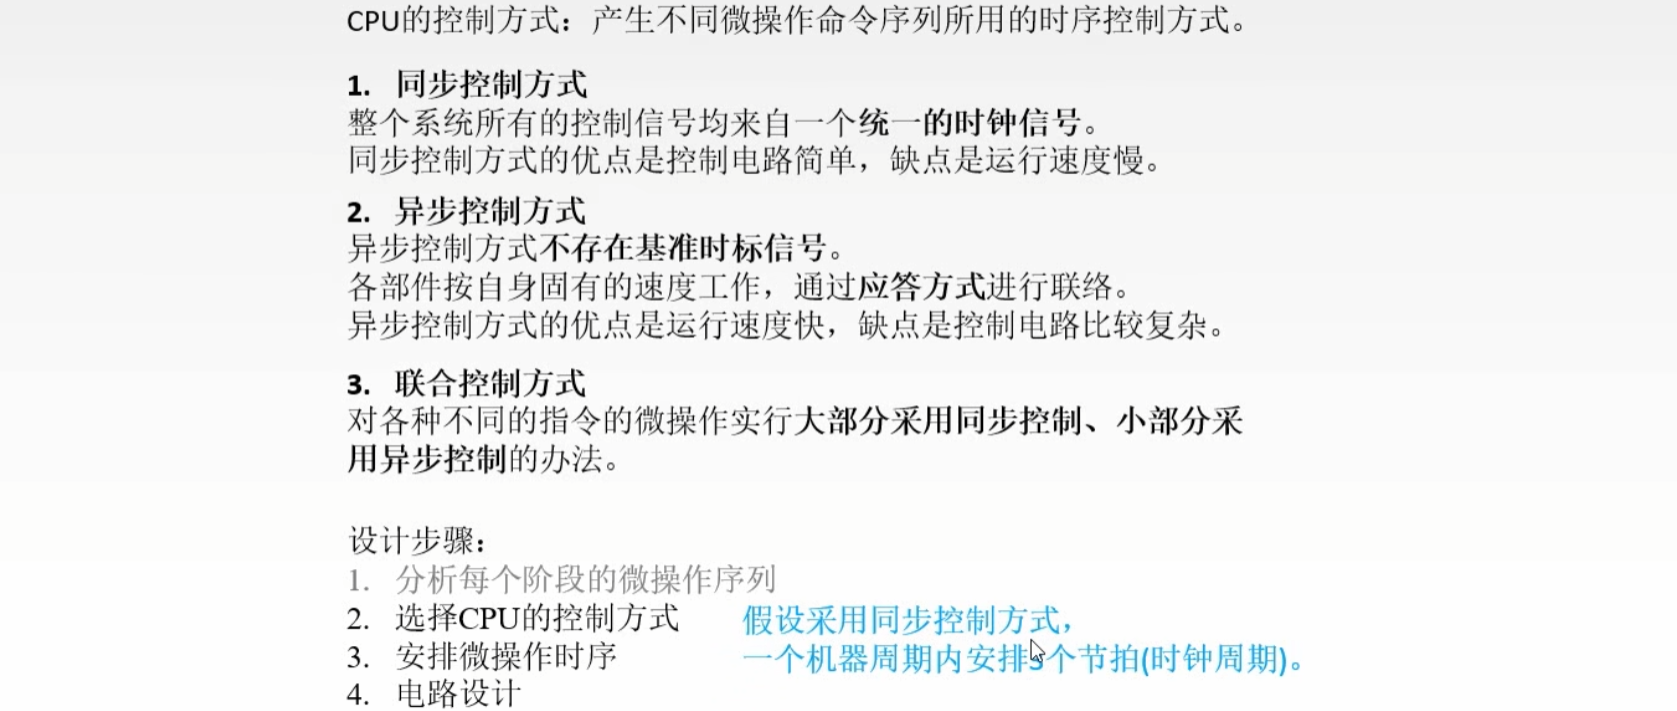 CPU的控制方式：产生不同微操作命令序列所用的时序控制方式。
1. 同步控制方式
整个系统所有的控制信号均来自一个统一的时钟信号。
同步控制方式的优点是控制电路简单，缺点是运行速度慢。
2. 异步控制方式
异步控制方式不存在基准时标信号。
各部件按自身固有的速度工作，通过应答方式进行联络。
异步控制方式的优点是运行速度快，缺点是控制电路比较复杂。
3. 联合控制方式
对各种不同的指令的微操作实行大部分采用同步控制、小部分采
用异步控制的办法。
设计步骤：
1. 分析每个阶段的微操作序列
2. 选择CPU的控制方式 假设采用同步控制方式，
3. 安排微操作时序 一个机器周期内安排3个节拍(时钟周期)。
4. 电路设计